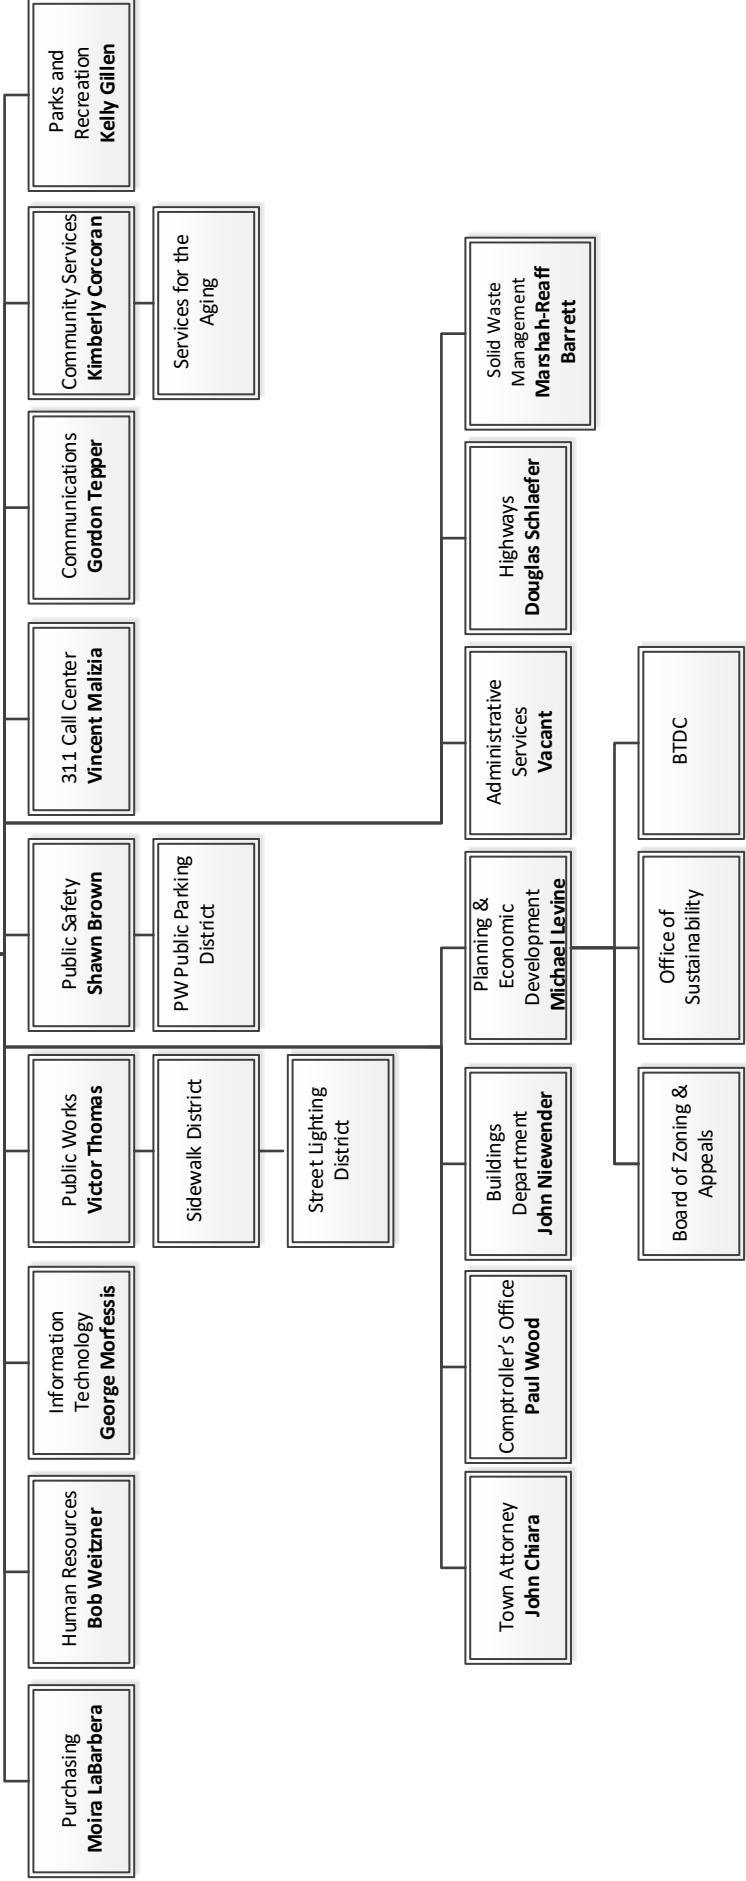 Purchasing
Moira LaBarbera
Human Resources
Bob Weitzner
Information
Technology
George Morfessis
Public Works
Victor Thomas
Public Safety
Shawn Brown
311 Call Center
Vincent Malizia
Communications
Gordon Tepper
Community Services
Kimberly Corcoran
Parks and
Recreation
Kelly Gillen
Sidewalk District
PW Public Parking
District
Services for the
Aging
Street Lighting
District
Town Attorney
John Chiara
Comptroller's Office
Paul Wood
Buildings
Department
John Niewender
Planning &
Economic
Development
Michael Levine
Administrative
Services
Vacant
Highways
Douglas Schlaefer
Solid Waste
Management
Marshah-Reaff
Barrett
Board of Zoning &
Appeals
Office of
Sustainability
BTDC